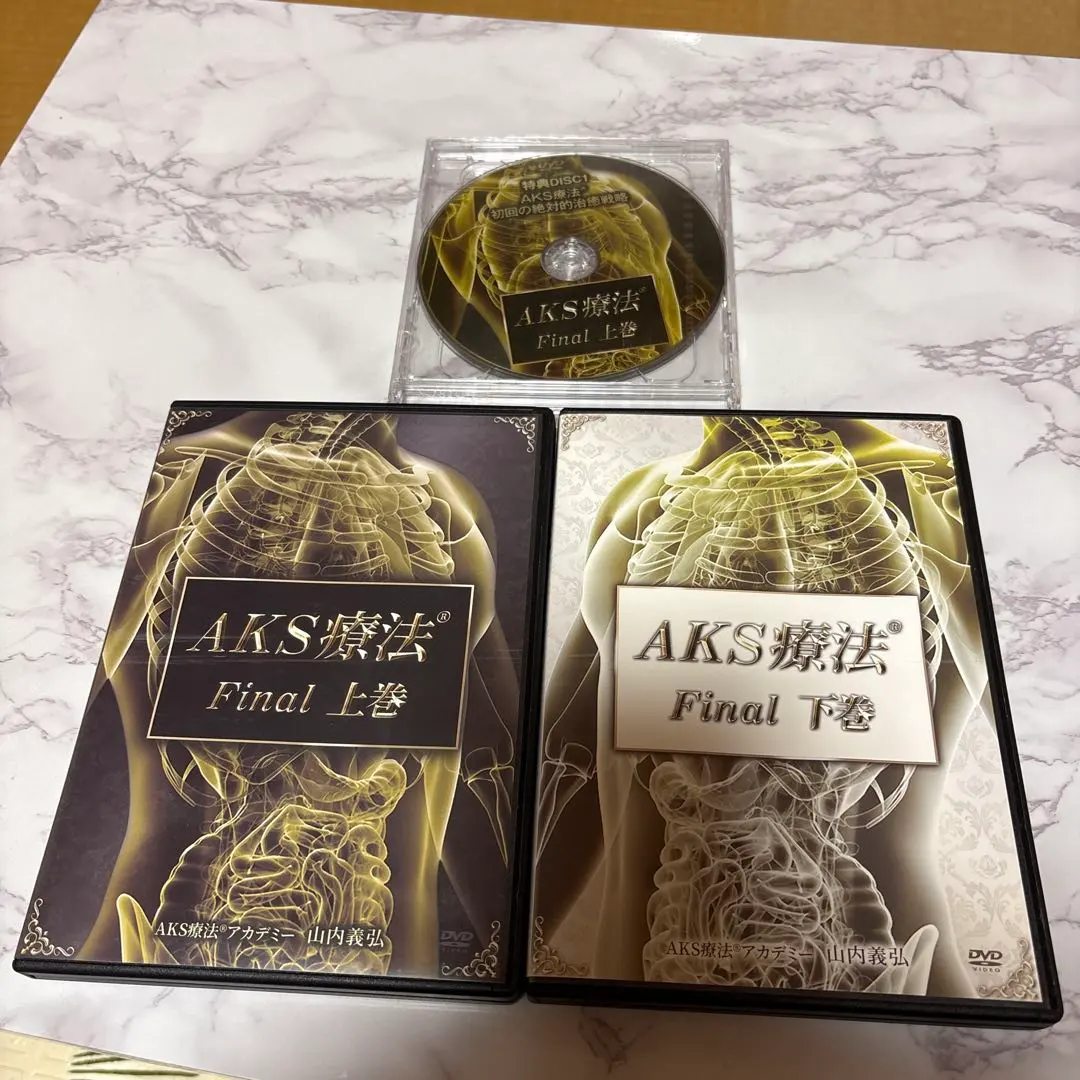 特典DISC1
AKS療法®
初回の絶対的治癒戦略
AKS療法®
Final 上巻
AKS療法®
Final 上巻
AKS療法®アカデミー 山内義弘
DVD
VIDEO
AKS療法®
Final 下巻
AKS療法®アカデミー 山内義弘
DVD
VIDEO